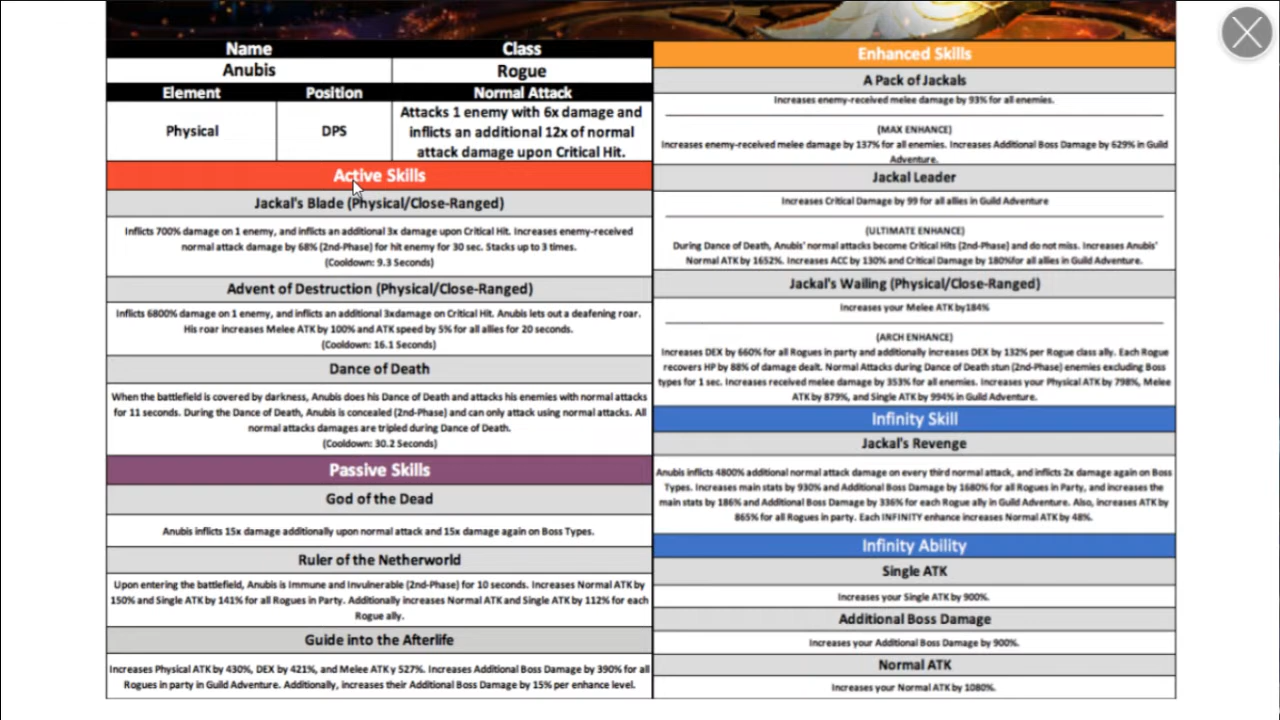 Name Class
Anubis Rogue
Element Position Normal Attack
Physical DPS
Attacks 1 enemy with 6x damage and
inflicts an additional 12x of normal
attack damage upon Critical Hit.
Active Skills
Jackal's Blade (Physical/Close-Ranged)
Inflicts 700% damage on 1 enemy, and inflicts an additional 3x damage upon Critical Hit. Increases enemy-received
normal attack damage by 68% (2nd-Phase) for hit enemy for 30 sec. Stacks up to 3 times.
(Cooldown: 9.3 Seconds)
Advent of Destruction (Physical/Close-Ranged)
Inflicts 6800% damage on 1 enemy, and inflicts an additional 3xdamage on Critical Hit. Anubis lets out a deafening roar.
His roar increases Melee ATK by 100% and ATK speed by 5% for all allies for 20 seconds.
(Cooldown: 16.1 Seconds)
Dance of Death
When the battlefield is covered by darkness, Anubis does his Dance of Death and attacks his enemies with normal attacks
for 11 seconds. During the Dance of Death, Anubis is concealed (2nd-Phase) and can only attack using normal attacks. All
normal attacks damages are tripled during Dance of Death.
(Cooldown: 30.2 Seconds)
Passive Skills
God of the Dead
Anubis inflicts 15x damage additionally upon normal attack and 15x damage again on Boss Types.
Ruler of the Netherworld
Upon entering the battlefield, Anubis is Immune and Invulnerable (2nd-Phase) for 10 seconds. Increases Normal ATK by
150% and Single ATK by 141% for all Rogues in Party. Additionally increases Normal ATK and Single ATK by 112% for each
Rogue ally.
Guide into the Afterlife
Increases Physical ATK by 430%, DEX by 421%, and Melee ATK y 527%. Increases Additional Boss Damage by 390% for all
Rogues in party in Guild Adventure. Additionally, increases their Additional Boss Damage by 15% per enhance level.
Enhanced Skills
A Pack of Jackals
Increases enemy-received melee damage by 93% for all enemies.
(MAX ENHANCE)
Increases enemy-received melee damage by 137% for all enemies. Increases Additional Boss Damage by 629% in Guild
Adventure.
Jackal Leader
Increases Critical Damage by 99 for all allies in Guild Adventure
(ULTIMATE ENHANCE)
During Dance of Death, Anubis' normal attacks become Critical Hits (2nd-Phase) and do not miss. Increases Anubis'
Normal ATK by 1652%. Increases ACC by 130% and Critical Damage by 180%for all allies in Guild Adventure.
Jackal's Wailing (Physical/Close-Ranged)
Increases your Melee ATK by184%
(ARCH ENHANCE)
Increases DEX by 660% for all Rogues in party and additionally increases DEX by 132% per Rogue class ally. Each Rogue
recovers HP by 88% of damage dealt. Normal Attacks during Dance of Death stun (2nd-Phase) enemies excluding Boss
types for 1 sec. Increases received melee damage by 353% for all enemies. Increases your Physical ATK by 798%, Melee
ATK by 879%, and Single ATK by 994% in Guild Adventure.
Infinity Skill
Jackal's Revenge
Anubis inflicts 4800% additional normal attack damage on every third normal attack, and inflicts 2x damage again on Boss
Types. Increases main stats by 930% and Additional Boss Damage by 1680% for all Rogues in Party, and increases the
main stats by 186% and Additional Boss Damage by 336% for each Rogue ally in Guild Adventure. Also, increases ATK by
865% for all Rogues in party. Each INFINITY enhance increases Normal ATK by 48%.
Infinity Ability
Single ATK
Increases your Single ATK by 900%.
Additional Boss Damage
Increases your Additional Boss Damage by 900%.
Normal ATK
Increases your Normal ATK by 1080%.